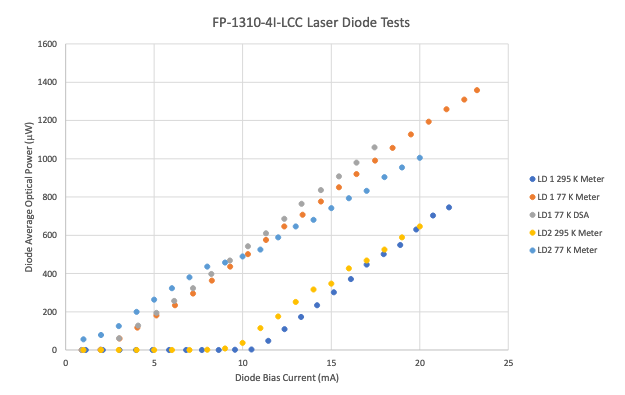 FP-1310-4I-LCC Laser Diode Tests
Diode Average Optical Power (µW)
1600
1400
1200
1000
800
600
400
200
0
0 5 10 15 20 25
Diode Bias Current (mA)
LD 1 295 K Meter
LD 1 77 K Meter
LD1 77 K DSA
LD2 295 K Meter
LD2 77 K Meter